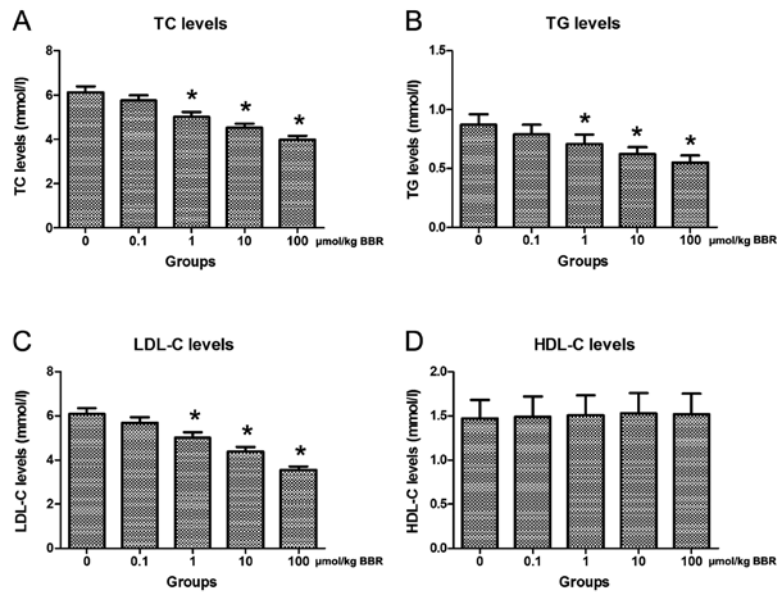 A
TC levels
TC levels (mmol/l)
8
6
4
2
0
*
*
*
0 0.1 1 10 100 μmol/kg BBR
Groups
B
TG levels
TG levels (mmol/l)
1.5
1.0
0.5
0.0
*
*
*
0 0.1 1 10 100 μmol/kg BBR
Groups
C
LDL-C levels
LDL-C levels (mmol/l)
8
6
4
2
0
*
*
*
0 0.1 1 10 100 μmol/kg BBR
Groups
D
HDL-C levels
HDL-C levels (mmol/l)
2.0
1.5
1.0
0.5
0.0
0 0.1 1 10 100 μmol/kg BBR
Groups